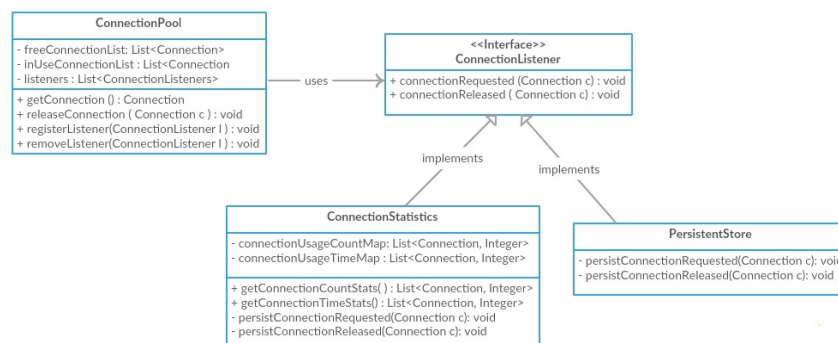 ConnectionPool
- freeConnectionList: List<Connection>
- inUseConnectionList : List<Connection
- listeners : List<ConnectionListeners>
+ getConnection () : Connection
+ releaseConnection ( Connection c ) : void
+ registerListener(ConnectionListener l ) : void
+ removeListener(ConnectionListener l ) : void
uses
<<Interface>>
ConnectionListener
+ connectionRequested (Connection c) : void
+ connectionReleased ( Connection c) : void
implements
implements
ConnectionStatistics
- connectionUsageCountMap: List<Connection, Integer>
- connectionUsageTimeMap : List<Connection, Integer>
+ getConnectionCountStats( ) : List<Connection, Integer>
+ getConnectionTimeStats() : List<Connection, Integer>
- persistConnectionRequested(Connection c): void
- persistConnectionReleased(Connection c): void
PersistentStore
- persistConnectionRequested(Connection c): voi
- persistConnectionReleased(Connection c): void